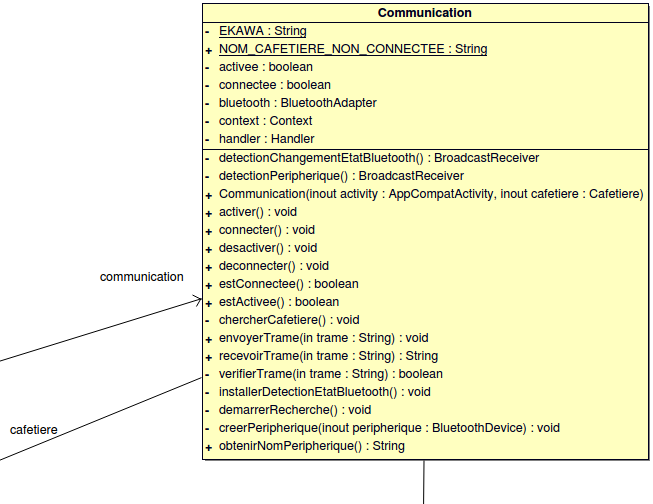 Communication
- EKAWA : String
+ NOM_CAFETIERE_NON_CONNECTEE : String
- activee : boolean
- connectee : boolean
- bluetooth : BluetoothAdapter
- context : Context
- handler : Handler
- detectionChangementEtatBluetooth() : BroadcastReceiver
- detectionPeripherique() : BroadcastReceiver
+ Communication(inout activity : AppCompatActivity, inout cafetiere : Cafetiere)
+ activer() : void
+ connecter() : void
+ desactiver() : void
+ deconnecter() : void
+ estConnectee() : boolean
+ estActivee() : boolean
- chercherCafetiere() : void
+ envoyerTrame(in trame : String) : void
+ recevoirTrame(in trame : String) : String
- verifierTrame(in trame : String) : boolean
- installerDetectionEtatBluetooth() : void
- demarrerRecherche() : void
- creerPeripherique(inout peripherique : BluetoothDevice) : void
+ obtenirNomPeripherique() : String
communication
cafetiere